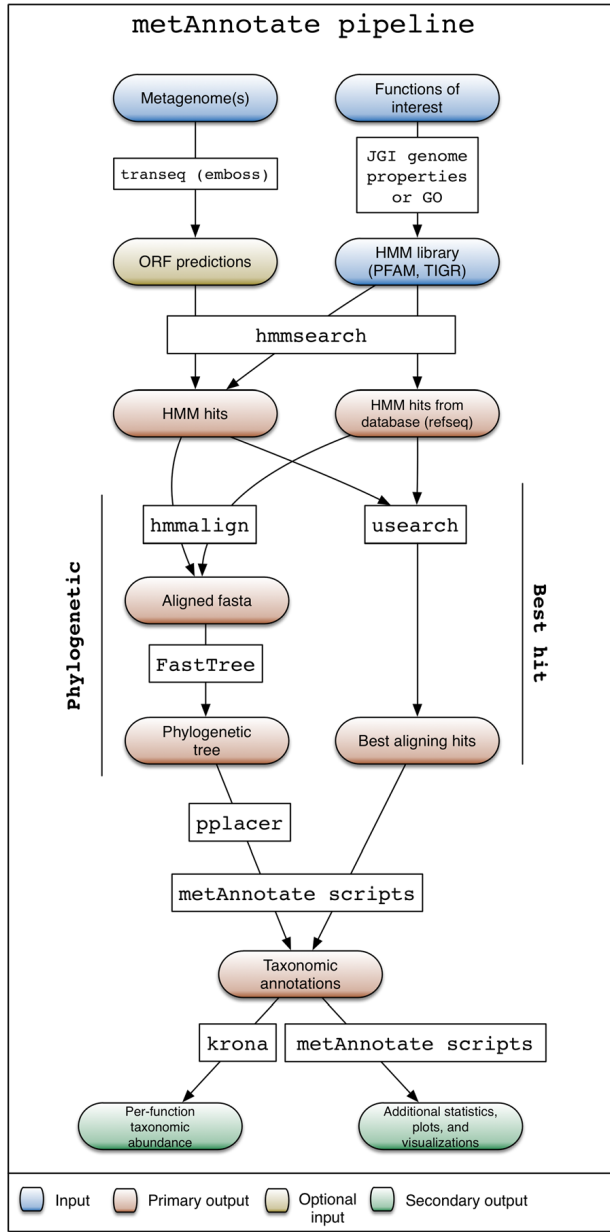 metAnnotate pipeline
Metagenome(s)
Functions of
interest
transeq (emboss)
JGI genome
properties
or GO
ORF predictions
HMM library
(PFAM, TIGR)
hmmsearch
HMM hits
HMM hits from
database (refseq)
hmmalign
usearch
Phylogenetic
Best hit
Aligned fasta
FastTree
Phylogenetic
tree
Best aligning hits
pplacer
metAnnotate scripts
Taxonomic
annotations
krona
metAnnotate scripts
Per-function
taxonomic
abundance
Additional statistics,
plots, and
visualizations
Input
Primary output
Optional
input
Secondary output